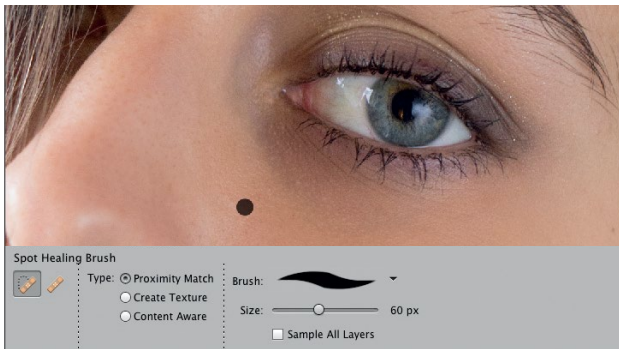 Spot Healing Brush
Type: Proximity Match
Create Texture
Content Aware
Brush:
Size: 60 px
Sample All Layers